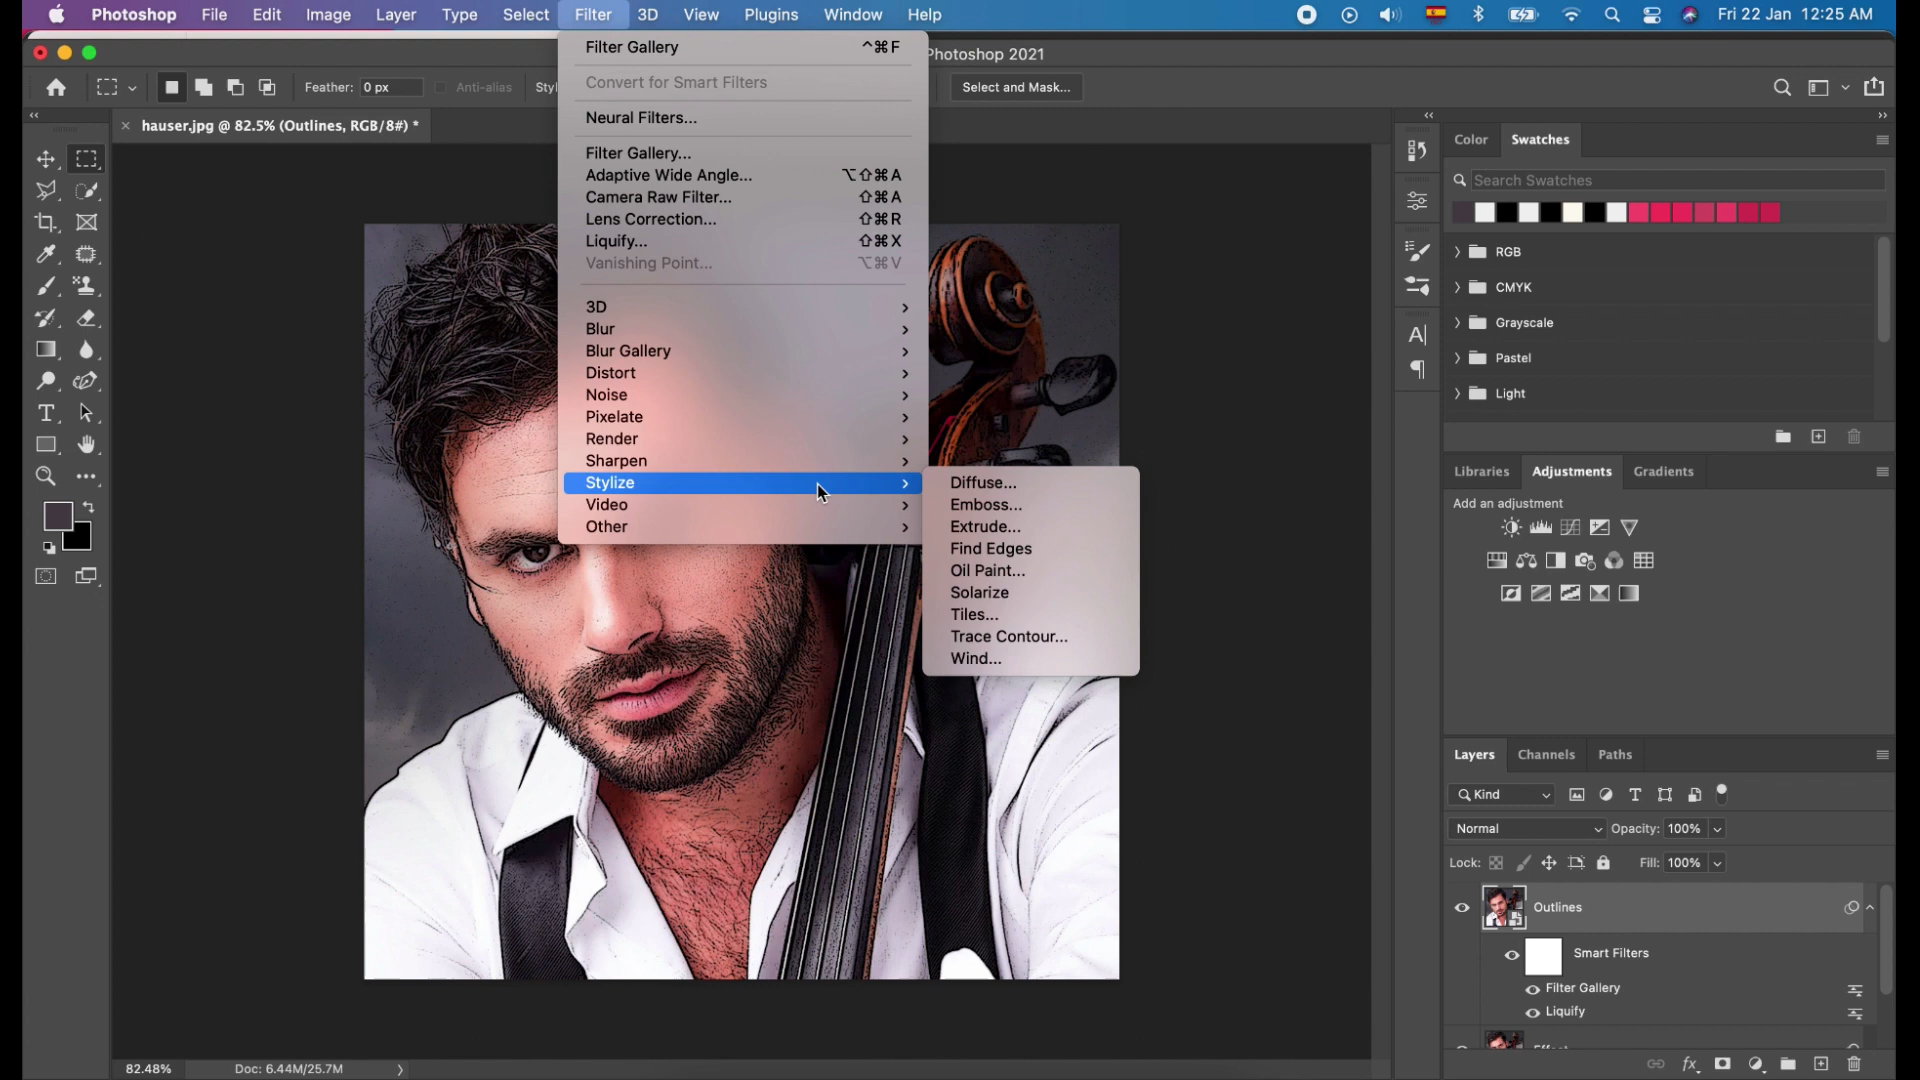 Photoshop File Edit Image Layer Type Select Filter 3D View Plugins Window Help Fri 22 Jan 12:25 AM
Photoshop 2021
Feather: 0 px Anti-alias Styl Select and Mask...
hauser.jpg @ 82.5% (Outlines, RGB/8#) *
Filter Gallery ^⌘F
Convert for Smart Filters
Neural Filters...
Filter Gallery...
Adaptive Wide Angle... ⌥⇧⌘A
Camera Raw Filter... ⇧⌘A
Lens Correction... ⇧⌘R
Liquify... ⇧⌘X
Vanishing Point... ⌥⌘V
3D
Blur
Blur Gallery
Distort
Noise
Pixelate
Render
Sharpen
Stylize
Video
Other
Diffuse...
Emboss...
Extrude...
Find Edges
Oil Paint...
Solarize
Tiles...
Trace Contour...
Wind...
Color Swatches
Search Swatches
RGB
CMYK
Grayscale
Pastel
Light
Libraries Adjustments Gradients
Add an adjustment
Layers Channels Paths
Kind
Normal Opacity: 100%
Lock: Fill: 100%
Outlines
Smart Filters
Filter Gallery
Liquify
82.48% Doc: 6.44M/25.7M